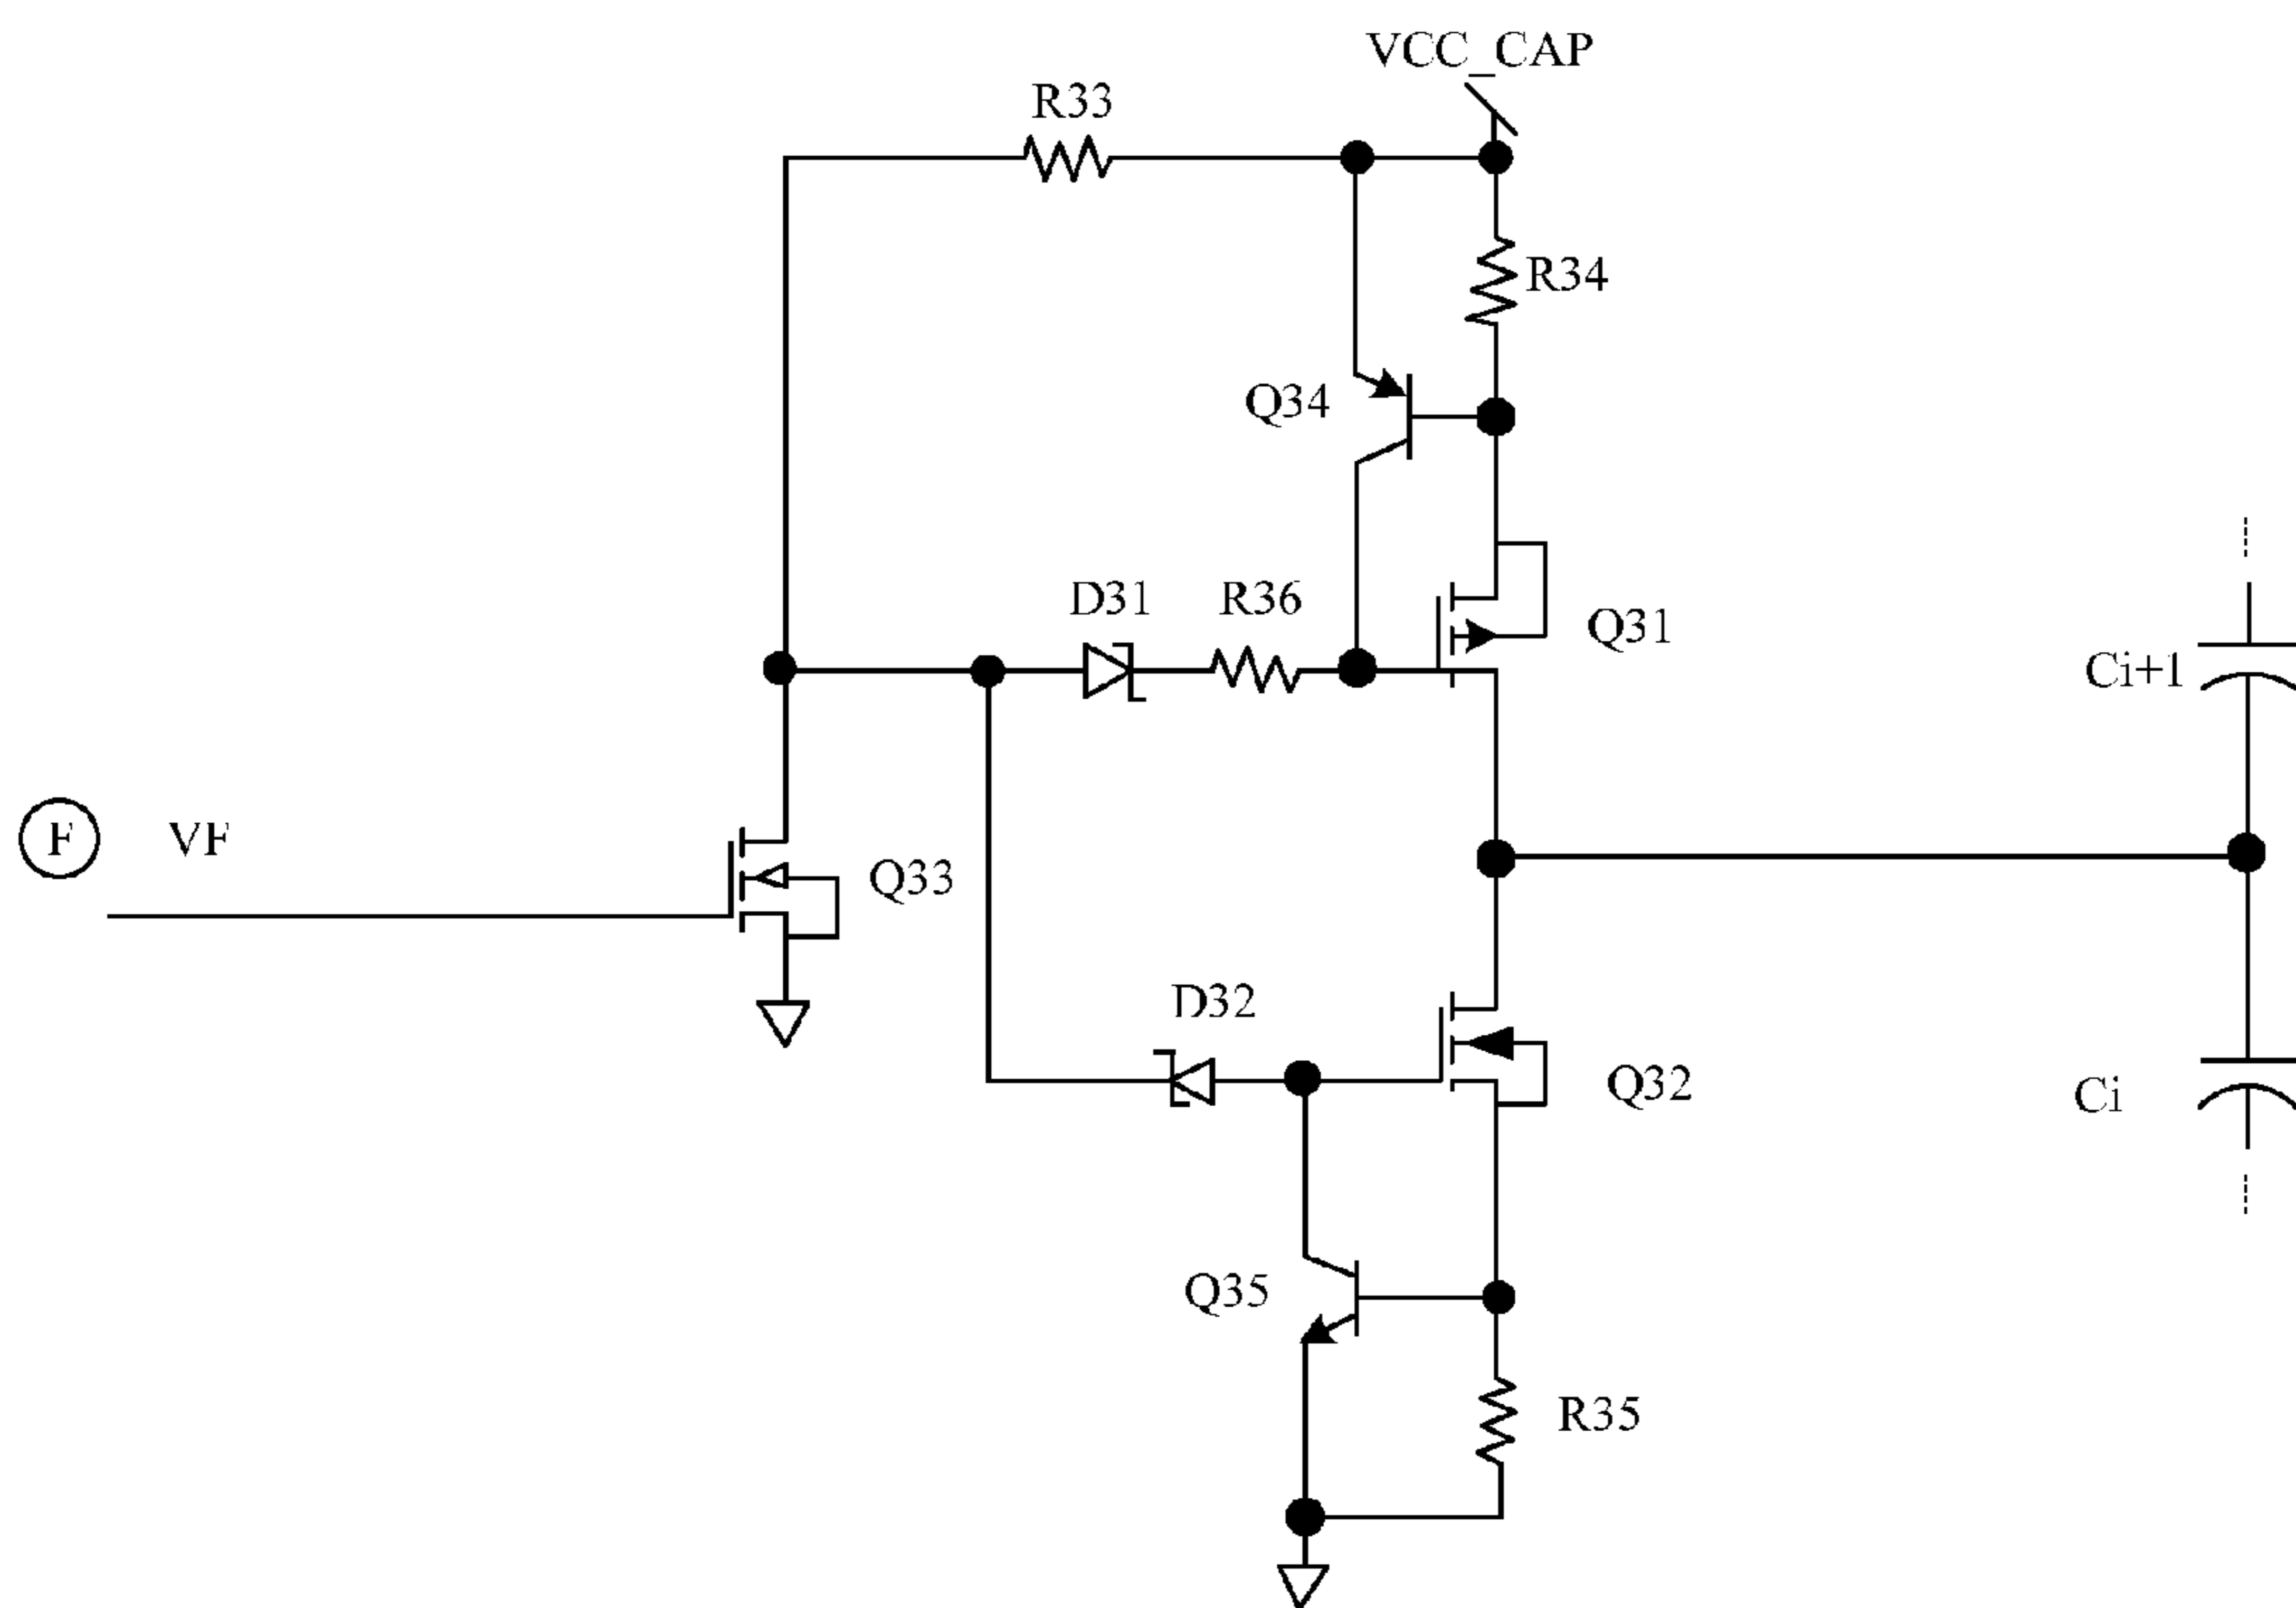 VCC_CAP
R33
R34
Q34
D31
R36
Q31
Ci+1
F
VF
Q33
D32
Q32
Ci
Q35
R35